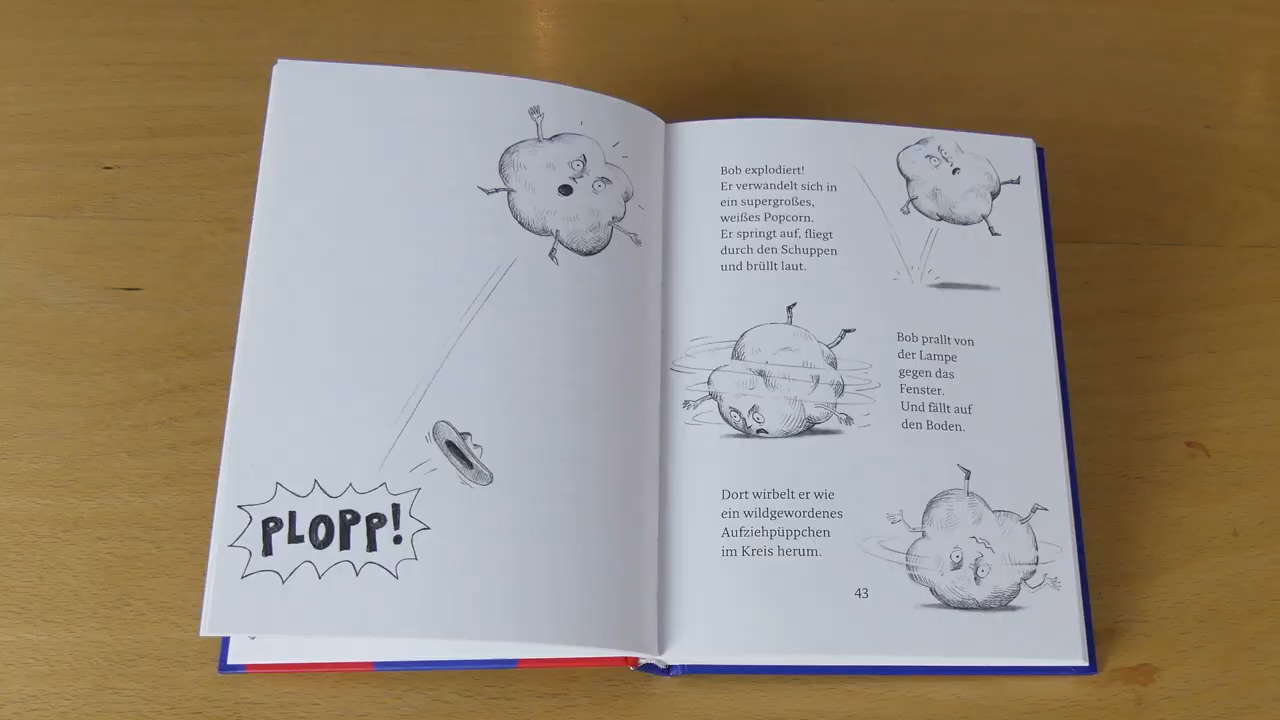 PLOPP!
Bob explodiert!
Er verwandelt sich in
ein supergroßes,
weißes Popcorn.
Er springt auf, fliegt
durch den Schuppen
und brüllt laut.
Bob prallt von
der Lampe
gegen das
Fenster.
Und fällt auf
den Boden.
Dort wirbelt er wie
ein wildgewordenes
Aufziehpüppchen
im Kreis herum.
43